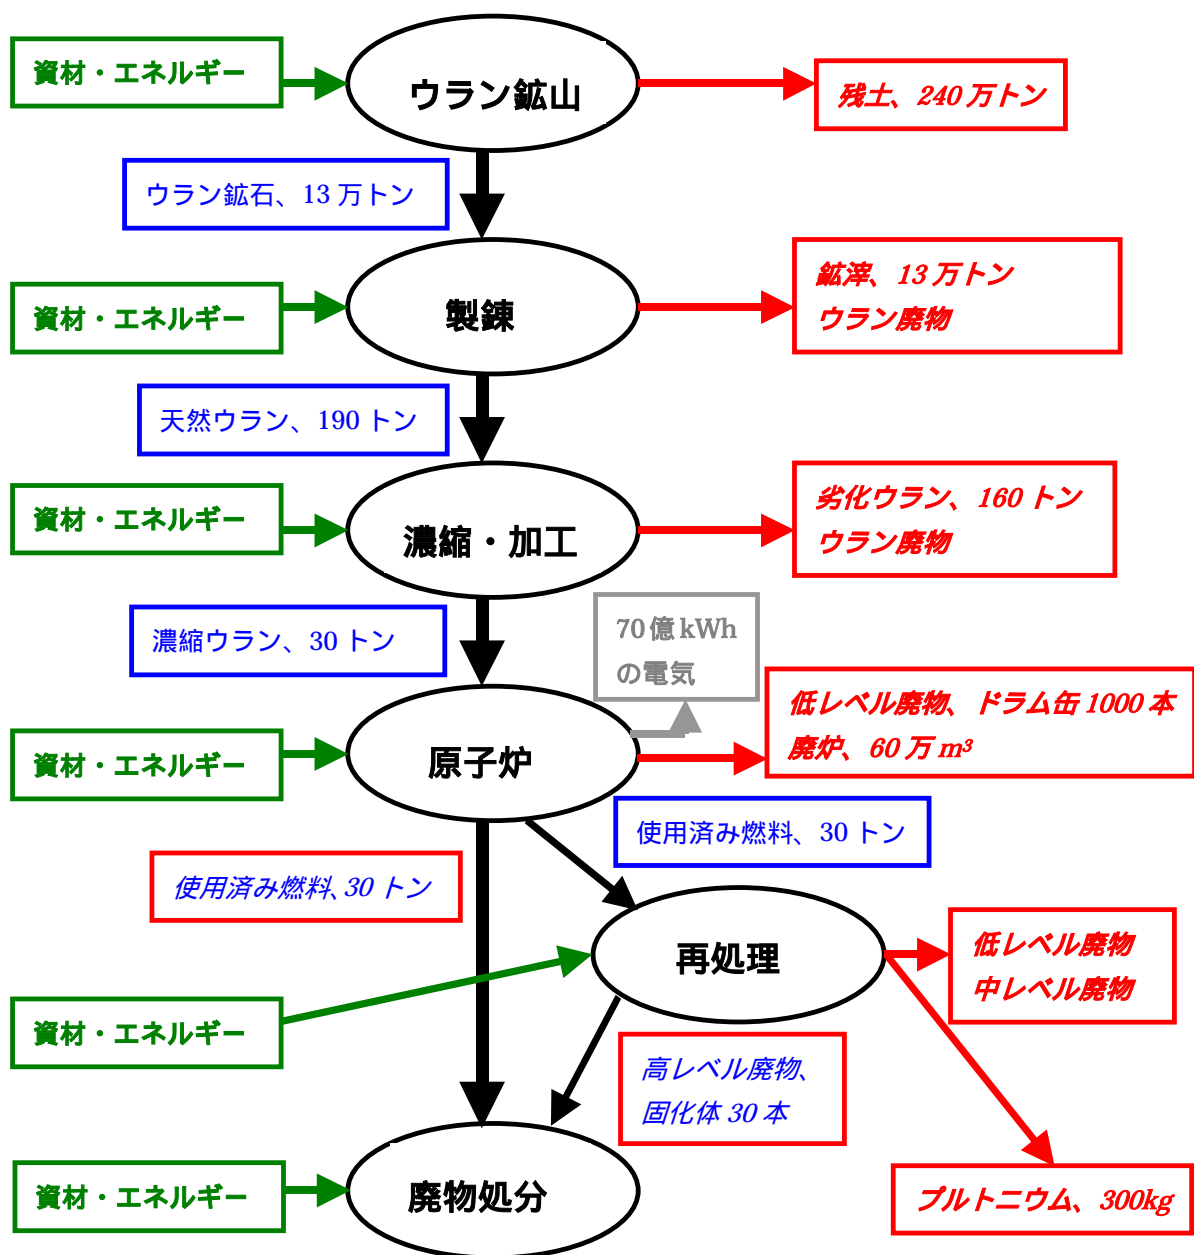 資材・エネルギー
ウラン鉱山
残土、240万トン
ウラン鉱石、13万トン
資材・エネルギー
製錬
鉱滓、13万トン
ウラン廃物
天然ウラン、190トン
資材・エネルギー
濃縮・加工
劣化ウラン、160トン
ウラン廃物
濃縮ウラン、30トン
70億kWh
の電気
資材・エネルギー
原子炉
低レベル廃物、ドラム缶1000本
廃炉、60万m³
使用済み燃料、30トン
使用済み燃料、30トン
再処理
低レベル廃物
中レベル廃物
資材・エネルギー
高レベル廃物、
固化体30本
資材・エネルギー
廃物処分
プルトニウム、300kg